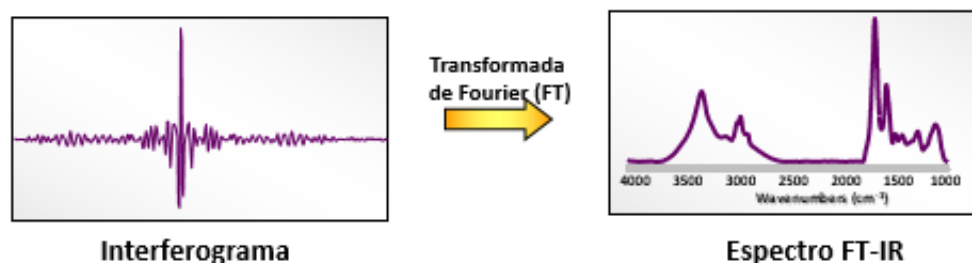 Transformada
de Fourier (FT)
4000 3500 3000 2500 2000 1500 1000
Wavenumbers (cm⁻¹)
Interferograma
Espectro FT-IR